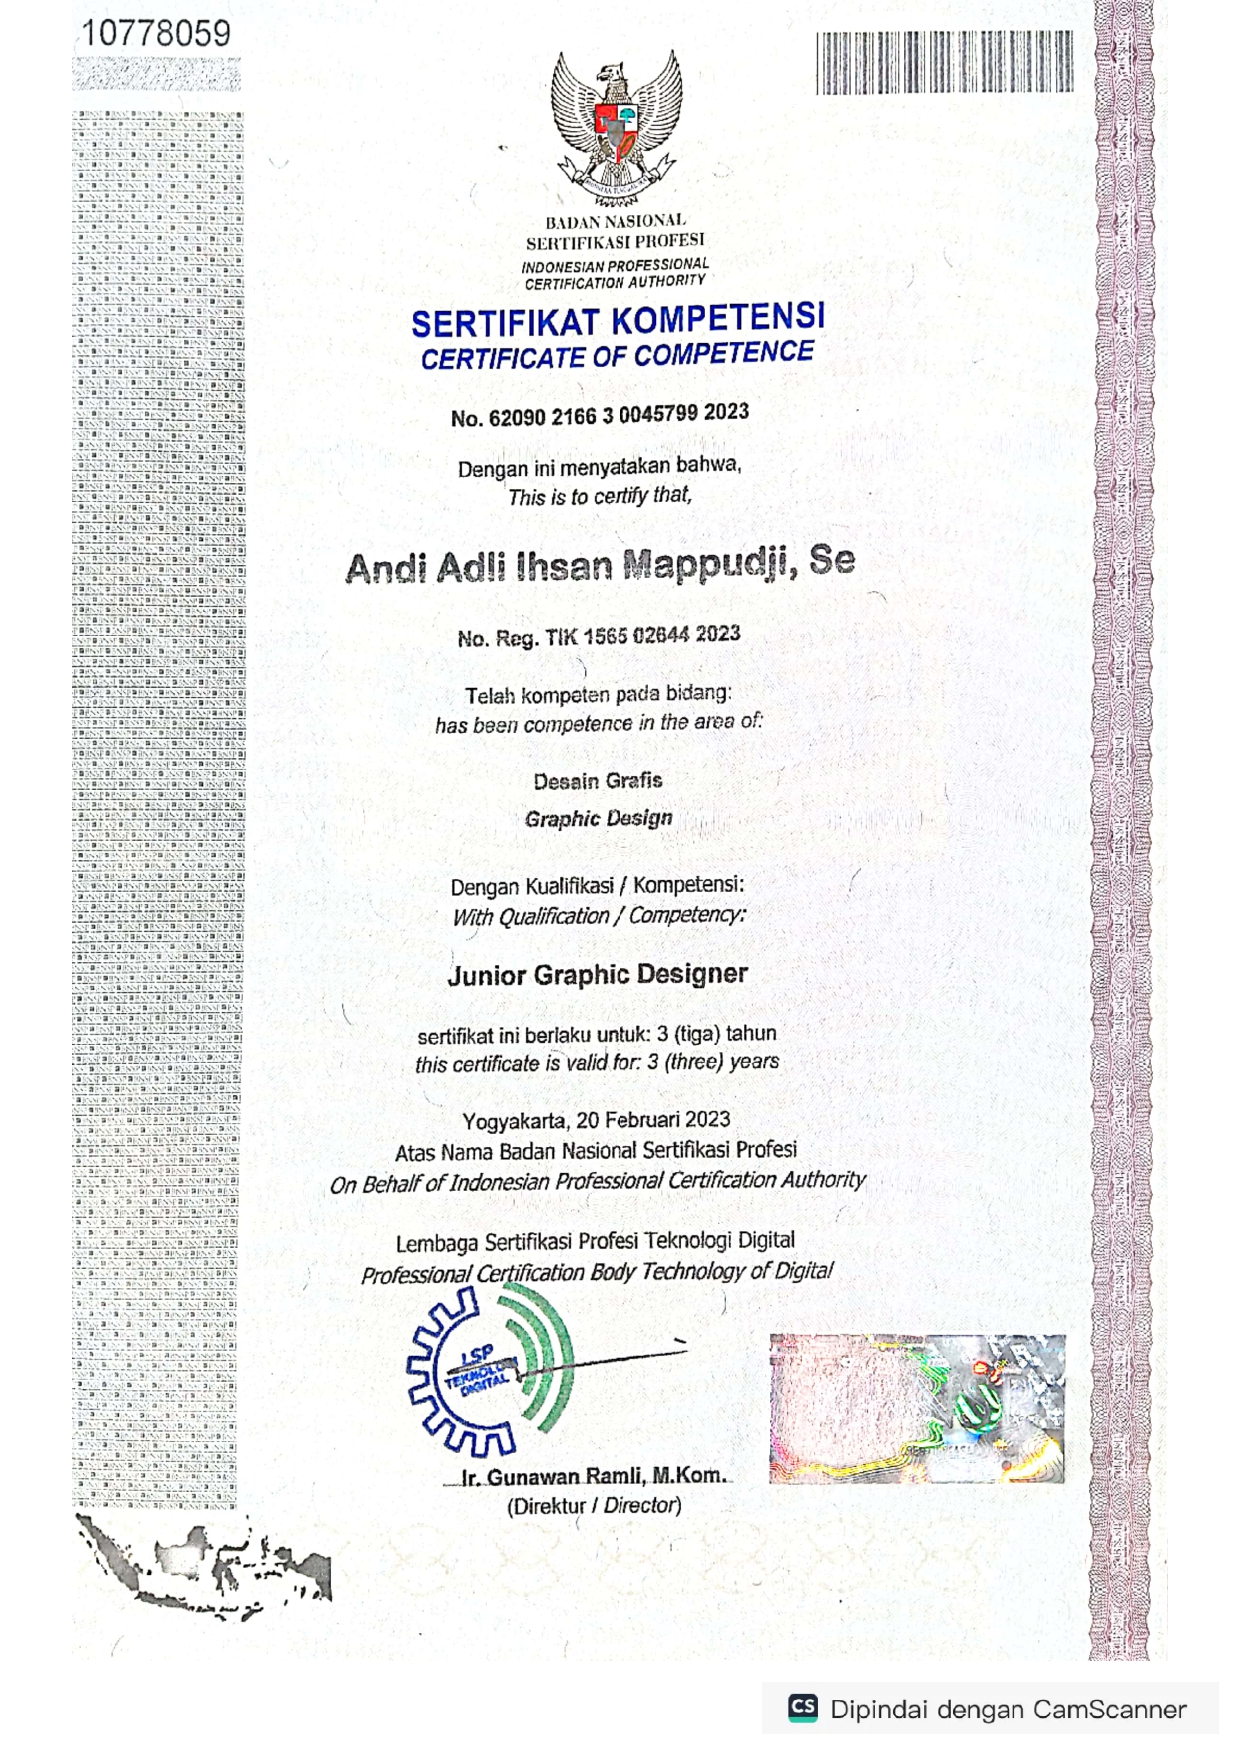 10778059
BADAN NASIONAL
SERTIFIKASI PROFESI
INDONESIAN PROFESSIONAL
CERTIFICATION AUTHORITY
SERTIFIKAT KOMPETENSI
CERTIFICATE OF COMPETENCE
No. 62090 2166 3 0045799 2023
Dengan ini menyatakan bahwa,
This is to certify that,
Andi Adli Ihsan Mappudji, Se
No. Reg. TIK 1565 02644 2023
Telah kompeten pada bidang:
has been competence in the area of:
Desain Grafis
Graphic Design
Dengan Kualifikasi / Kompetensi:
With Qualification / Competency:
Junior Graphic Designer
sertifikat ini berlaku untuk: 3 (tiga) tahun
this certificate is valid for: 3 (three) years
Yogyakarta, 20 Februari 2023
Atas Nama Badan Nasional Sertifikasi Profesi
On Behalf of Indonesian Professional Certification Authority
Lembaga Sertifikasi Profesi Teknologi Digital
Professional Certification Body Technology of Digital
LSP
TEKNOLOGI
DIGITAL
Ir. Gunawan Ramli, M.Kom.
(Direktur / Director)
CS Dipindai dengan CamScanner